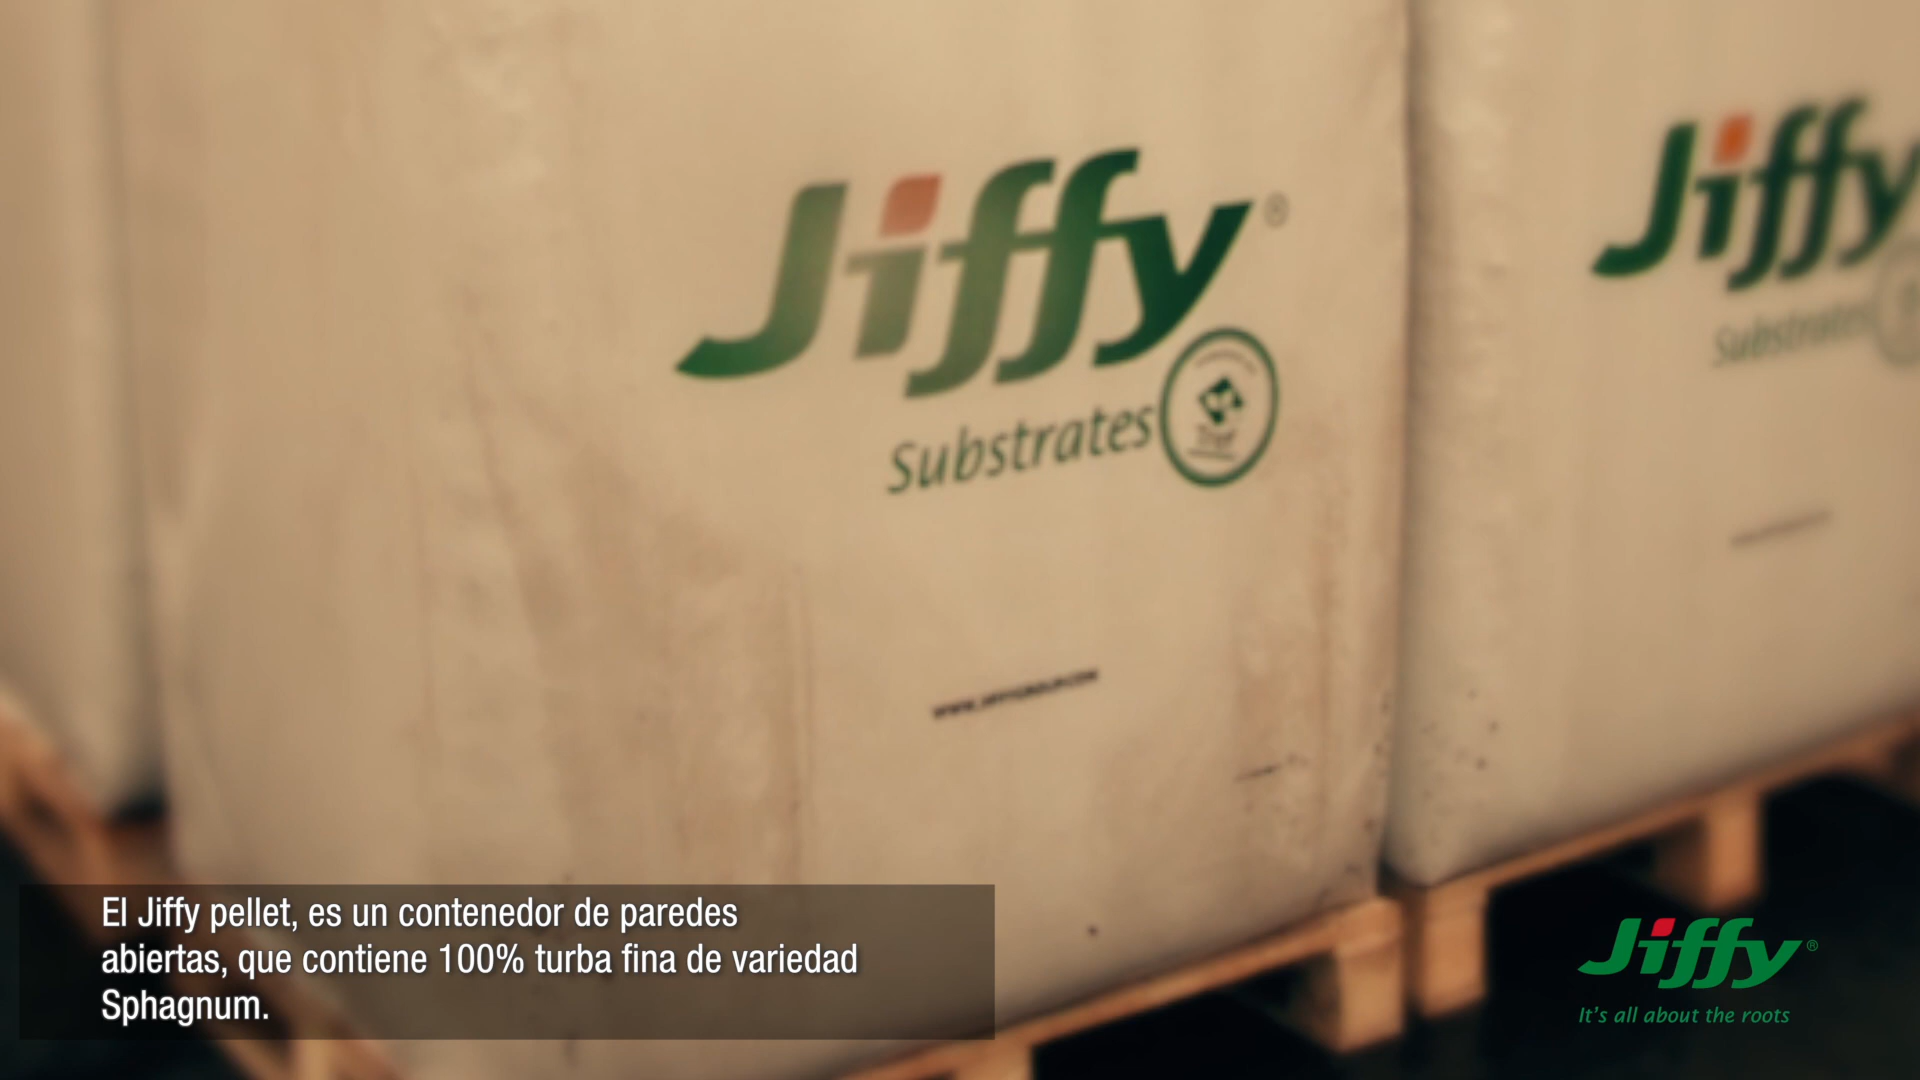 Jiffy®
Substrates
Jiffy
Substrates
El Jiffy pellet, es un contenedor de paredes
abiertas, que contiene 100% turba fina de variedad
Sphagnum.
Jiffy®
It's all about the roots